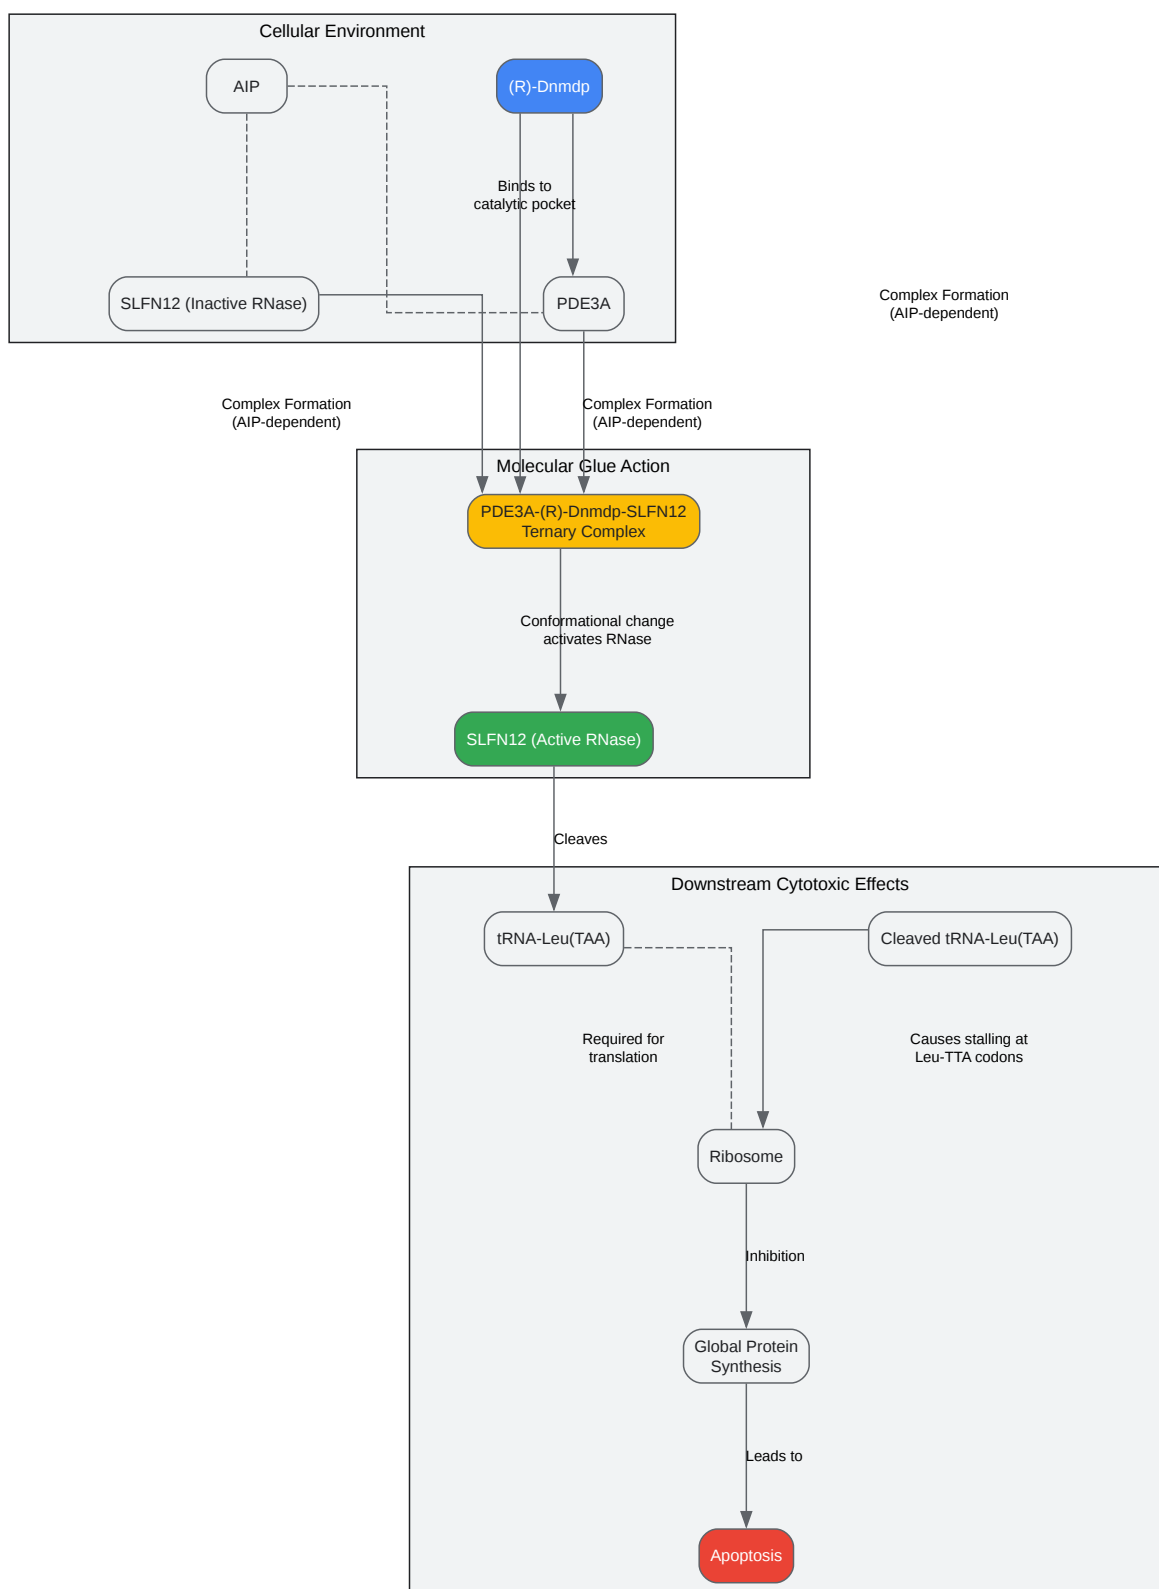 Cellular Environment
AIP
(R)-Dnmdp
Binds to
catalytic pocket
SLFN12 (Inactive RNase)
PDE3A
Complex Formation
(AIP-dependent)
Complex Formation
(AIP-dependent)
Complex Formation
(AIP-dependent)
Molecular Glue Action
PDE3A-(R)-Dnmdp-SLFN12
Ternary Complex
Conformational change
activates RNase
SLFN12 (Active RNase)
Cleaves
Downstream Cytotoxic Effects
tRNA-Leu(TAA)
Cleaved tRNA-Leu(TAA)
Required for
translation
Causes stalling at
Leu-TTA codons
Ribosome
Inhibition
Global Protein
Synthesis
Leads to
Apoptosis